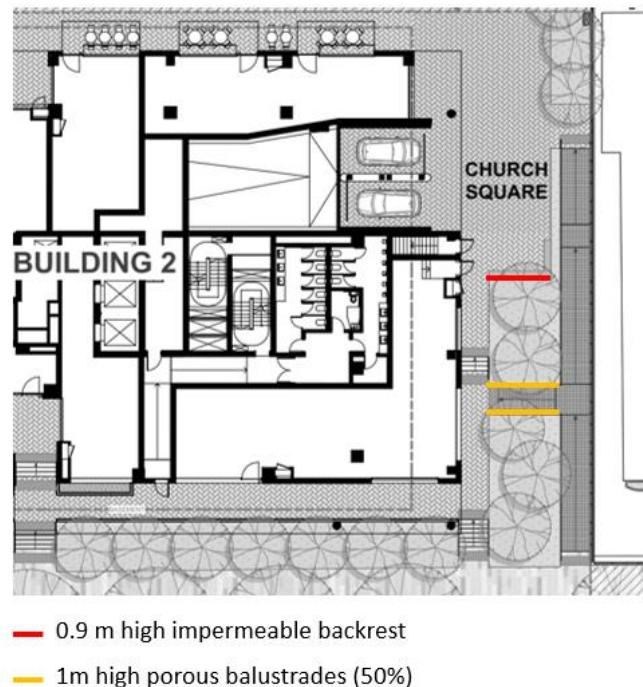 CHURCH
SQUARE
BUILDING 2
0.9 m high impermeable backrest
1m high porous balustrades (50%)